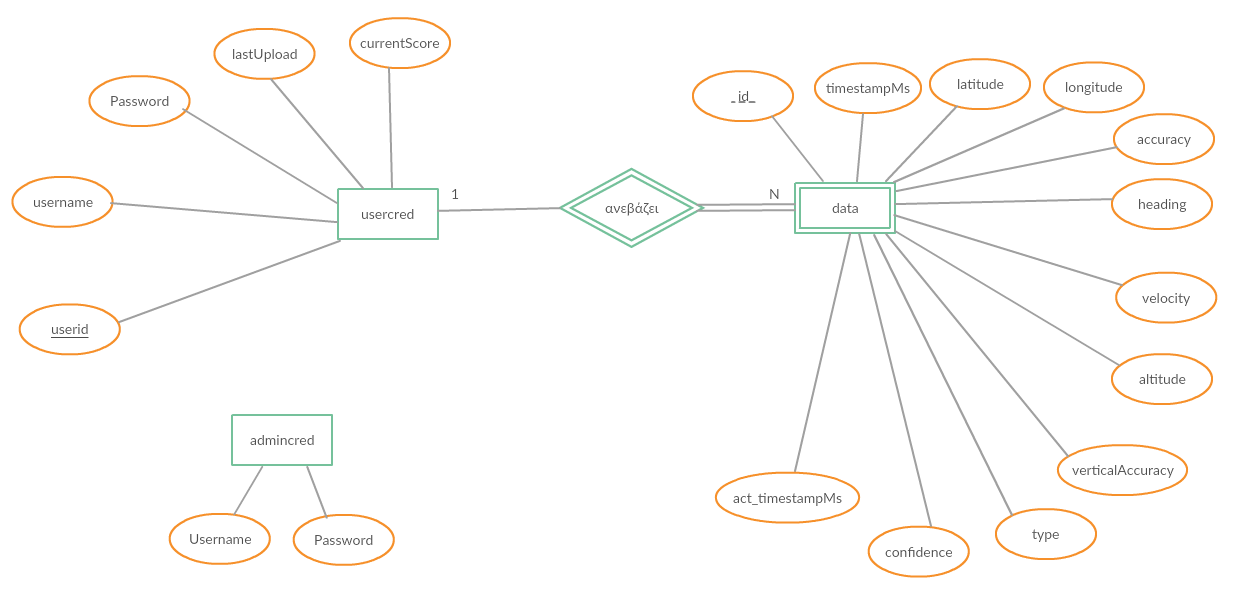 currentScore
lastUpload
Password
username
userid
usercred
1
ανεβάζει
N
data
id
timestampMs
latitude
longitude
accuracy
heading
velocity
altitude
verticalAccuracy
type
confidence
act_timestampMs
admincred
Username
Password